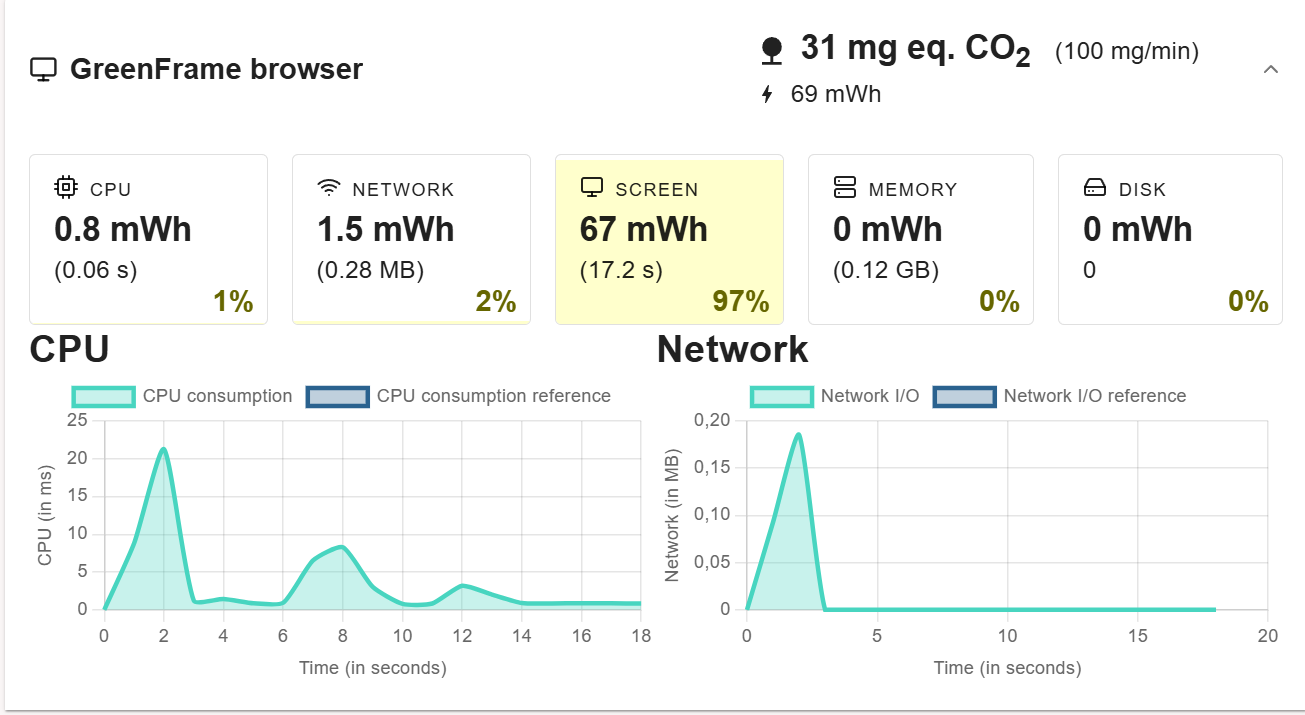 GreenFrame browser
31 mg eq. CO2 (100 mg/min)
69 mWh
CPU
0.8 mWh
(0.06 s)
1%
NETWORK
1.5 mWh
(0.28 MB)
2%
SCREEN
67 mWh
(17.2 s)
97%
MEMORY
0 mWh
(0.12 GB)
0%
DISK
0 mWh
0
0%
CPU
CPU consumption CPU consumption reference
CPU (in ms)
25
20
15
10
5
0
0 2 4 6 8 10 12 14 16 18
Time (in seconds)
Network
Network I/O Network I/O reference
Network (in MB)
0,20
0,15
0,10
0,05
0
0 5 10 15 20
Time (in seconds)